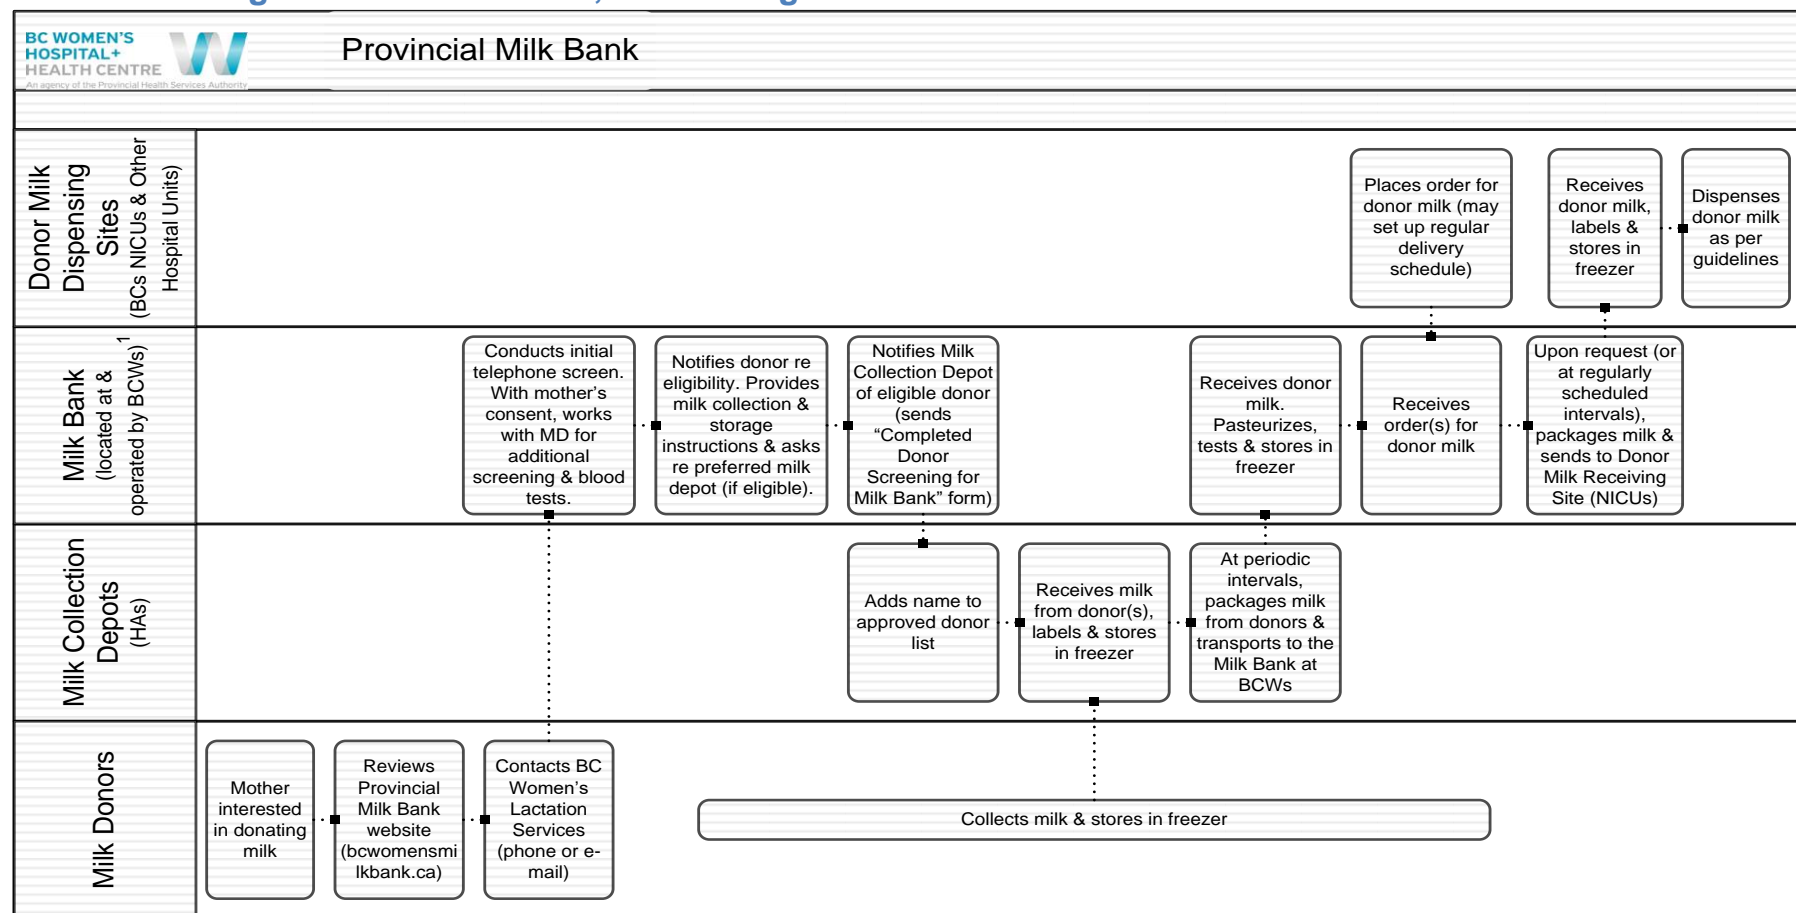 BC WOMEN'S
HOSPITAL+
HEALTH CENTRE
An agency of the Provincial Health Services Authority
Provincial Milk Bank
Donor Milk
Dispensing
Sites
(BCs NICUs & Other
Hospital Units)
Places order for
donor milk (may
set up regular
delivery
schedule)
Receives
donor milk,
labels &
stores in
freezer
Dispenses
donor milk
as per
guidelines
Milk Bank
(located at &
operated by BCWs)1
Conducts initial
telephone screen.
With mother's
consent, works
with MD for
additional
screening & blood
tests.
Notifies donor re
eligibility. Provides
milk collection &
storage
instructions & asks
re preferred milk
depot (if eligible).
Notifies Milk
Collection Depot
of eligible donor
(sends
“Completed
Donor
Screening for
Milk Bank” form)
Receives donor
milk.
Pasteurizes,
tests & stores in
freezer
Receives
order(s) for
donor milk
Upon request (or
at regularly
scheduled
intervals),
packages milk &
sends to Donor
Milk Receiving
Site (NICUs)
Milk Collection
Depots
(HAs)
Adds name to
approved donor
list
Receives milk
from donor(s),
labels & stores
in freezer
At periodic
intervals,
packages milk
from donors &
transports to the
Milk Bank at
BCWs
Milk Donors
Mother
interested
in donating
milk
Reviews
Provincial
Milk Bank
website
(bcwomensmi
lkbank.ca)
Contacts BC
Women's
Lactation
Services
(phone or e-
mail)
Collects milk & stores in freezer